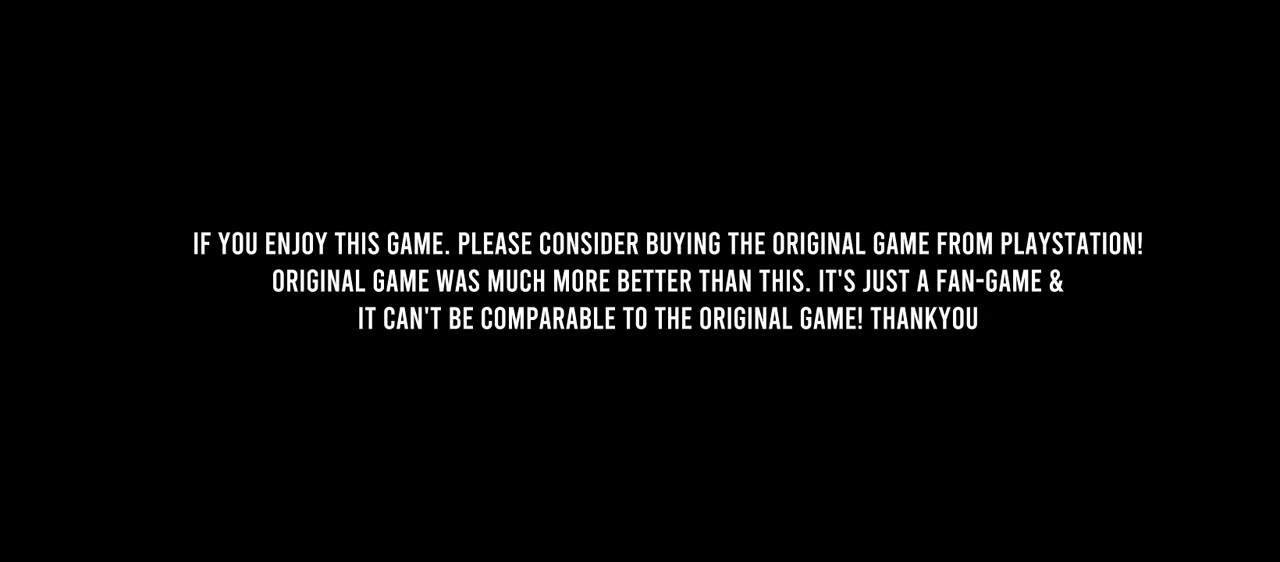 IF YOU ENJOY THIS GAME. PLEASE CONSIDER BUYING THE ORIGINAL GAME FROM PLAYSTATION!
ORIGINAL GAME WAS MUCH MORE BETTER THAN THIS. IT'S JUST A FAN-GAME &
IT CAN'T BE COMPARABLE TO THE ORIGINAL GAME! THANKYOU